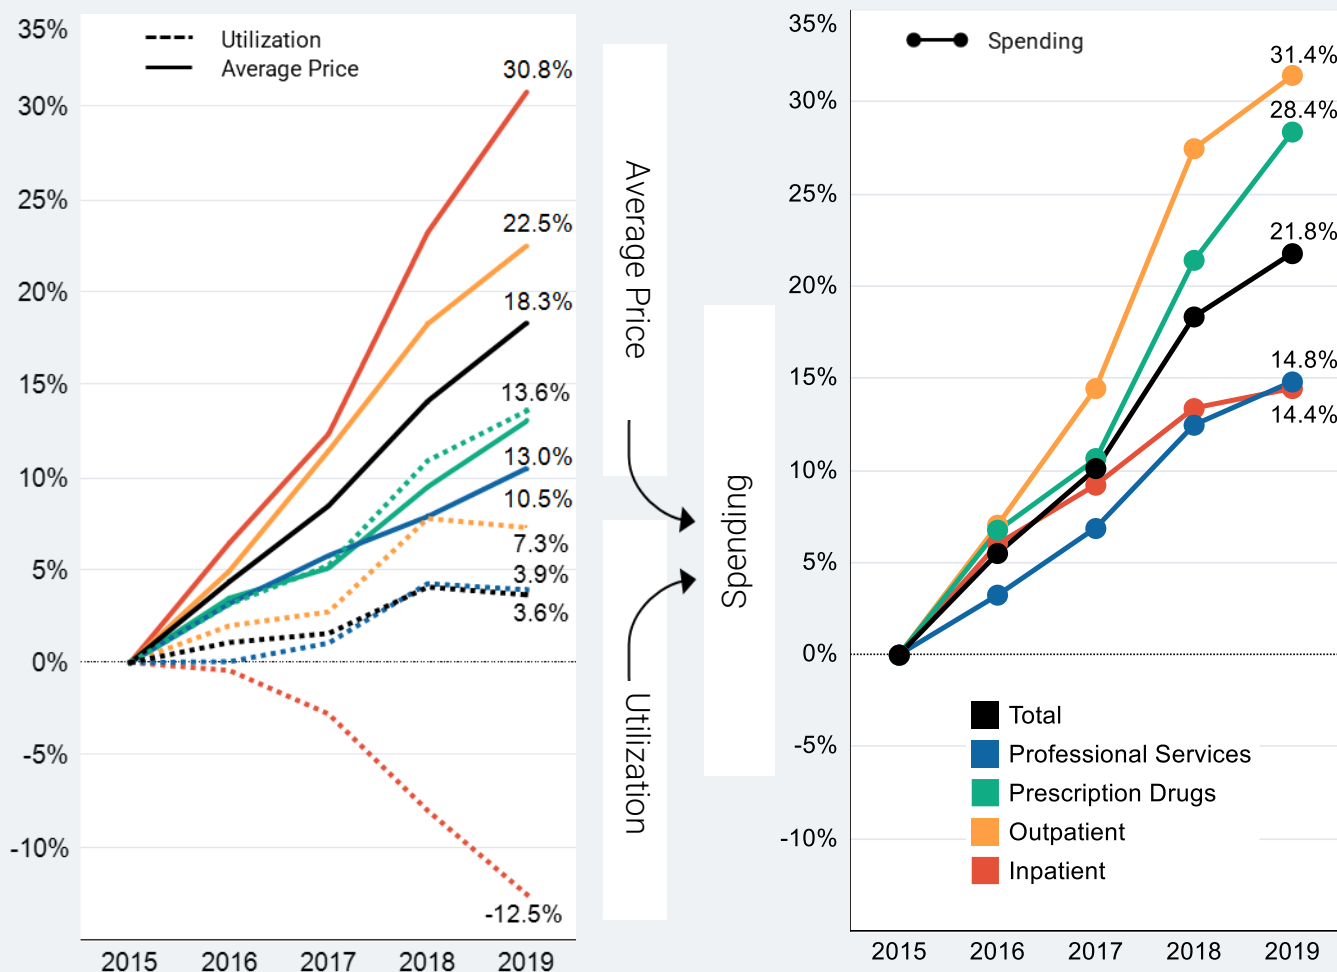 35%
30%
25%
20%
15%
10%
5%
0%
-5%
-10%
Utilization
Average Price
30.8%
22.5%
18.3%
13.6%
13.0%
10.5%
7.3%
3.9%
3.6%
-12.5%
2015 2016 2017 2018 2019
Average Price
Utilization
Spending
35%
30%
25%
20%
15%
10%
5%
0%
-5%
-10%
Spending
31.4%
28.4%
21.8%
14.8%
14.4%
Total
Professional Services
Prescription Drugs
Outpatient
Inpatient
2015 2016 2017 2018 2019